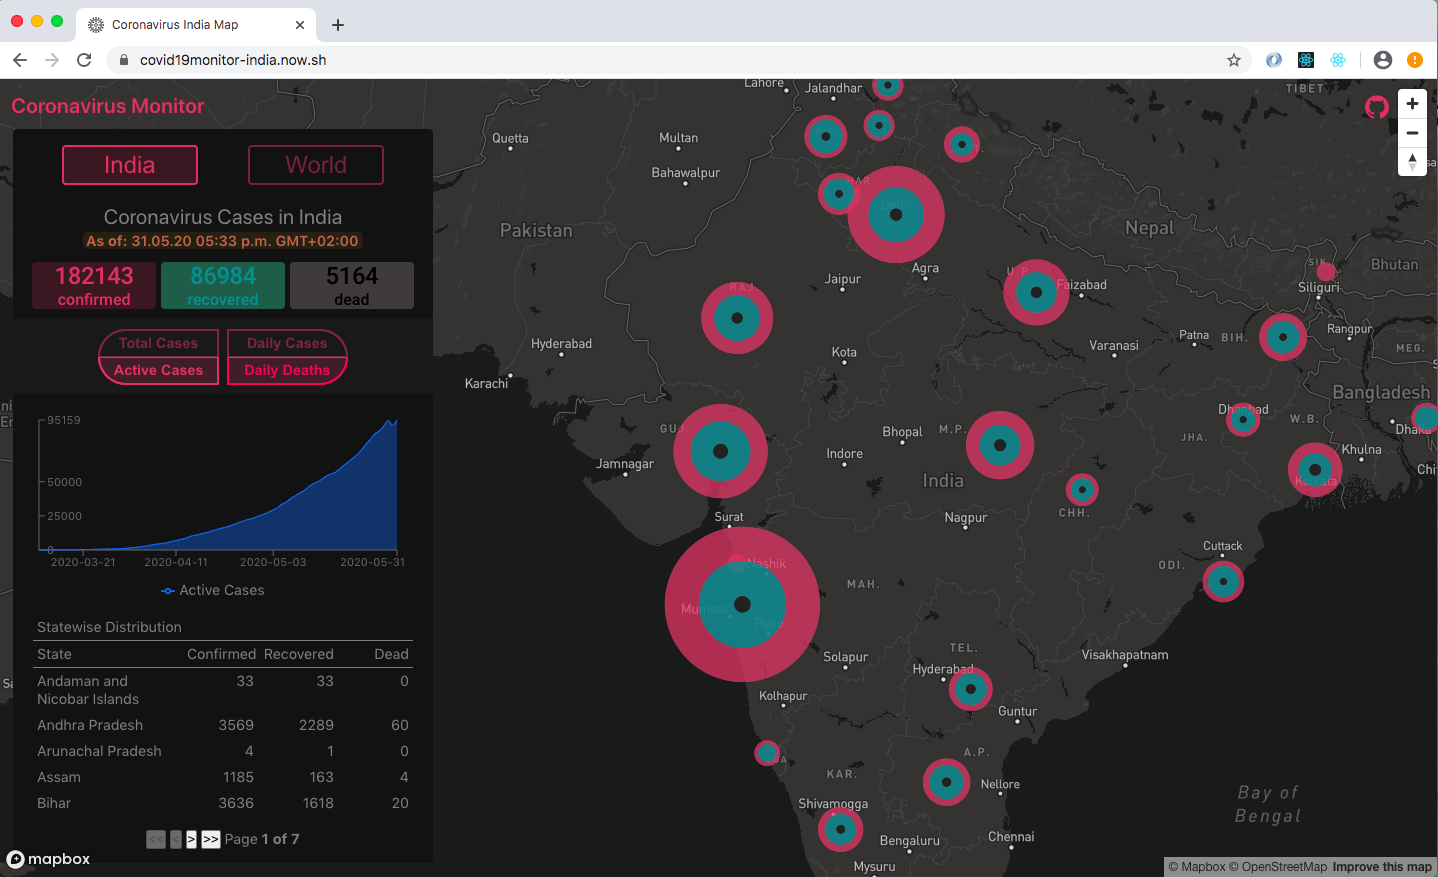 Coronavirus India Map
covid19monitor-india.now.sh
Coronavirus Monitor
India World
Coronavirus Cases in India
As of: 31.05.20 05:33 p.m. GMT+02:00
182143 86984 5164
confirmed recovered dead
Total Cases Daily Cases
Active Cases Daily Deaths
95159
50000
25000
0
2020-03-21 2020-04-11 2020-05-03 2020-05-31
Active Cases
Statewise Distribution
State Confirmed Recovered Dead
Andaman and
Nicobar Islands 33 33 0
Andhra Pradesh 3569 2289 60
Arunachal Pradesh 4 1 0
Assam 1185 163 4
Bihar 3636 1618 20
<< < > >> Page 1 of 7
mapbox
Lahore
Jalandhar
TIBET
Quetta
Multan
Bahawalpur
HAR.
Delhi
Pakistan
Nepal
Agra
U.P.
SIK.
Bhutan
Jaipur
Faizabad
Siliguri
RAJ.
Hyderabad
Kota
Varanasi
Patna
BIH.
Rangpur
MEG.
Karachi
Bangladesh
Dhanbad
W.B.
Dhaka
GUJ.
Bhopal
M.P.
JHA.
Khulna
Indore
Jamnagar
India
Surat
Nagpur
CHH.
Cuttack
ODI.
Nashik
MAH.
Mumbai
Pune
TEL.
Solapur
Hyderabad
Visakhapatnam
Kolhapur
Guntur
A.P.
KAR.
Nellore
Shivamogga
Bengaluru
Chennai
Mysuru
Bay of
Bengal
Kolkata
© Mapbox © OpenStreetMap Improve this map